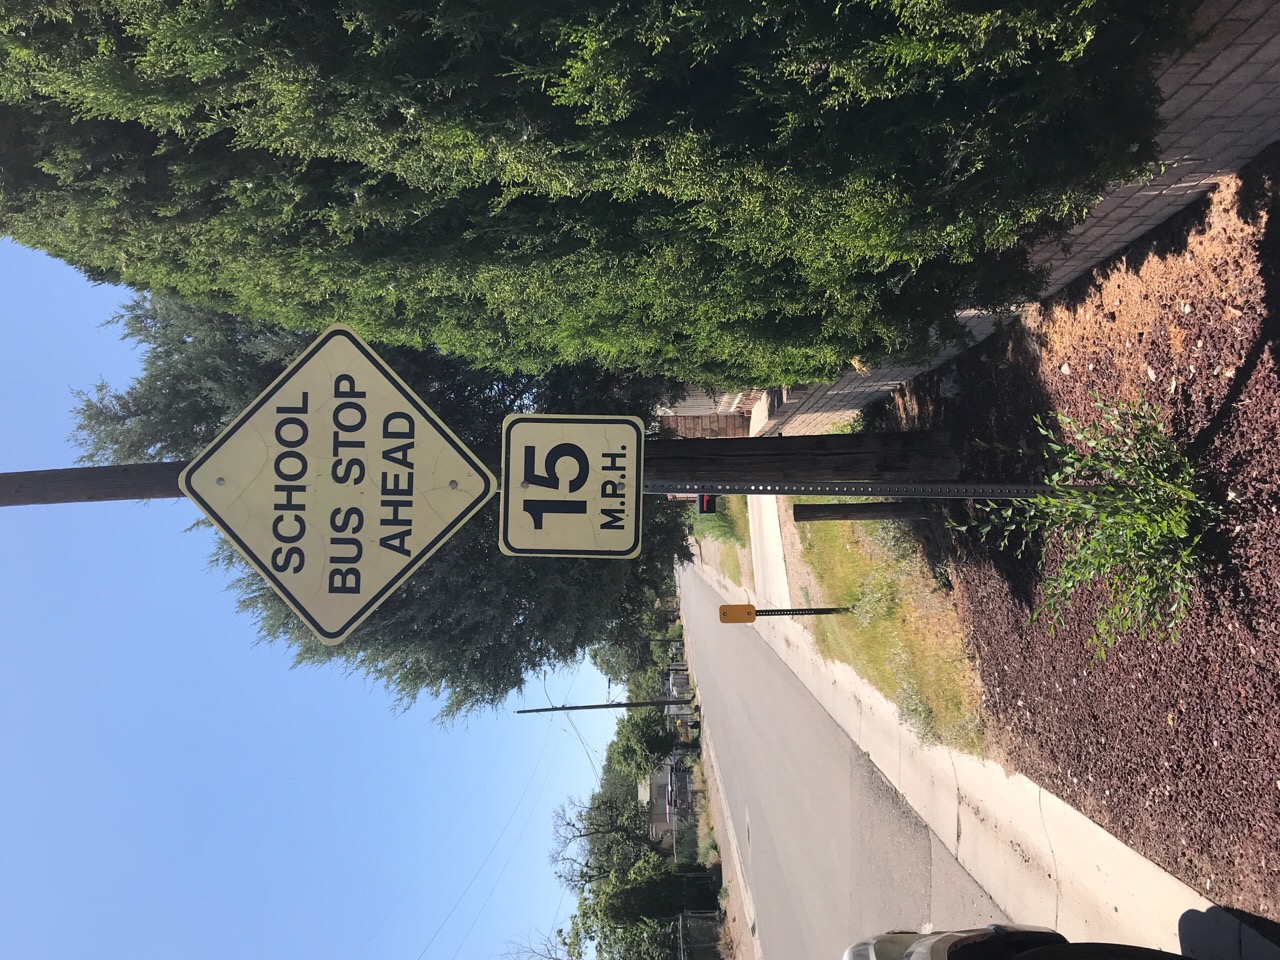 SCHOOL
BUS STOP
AHEAD
15
M.P.H.